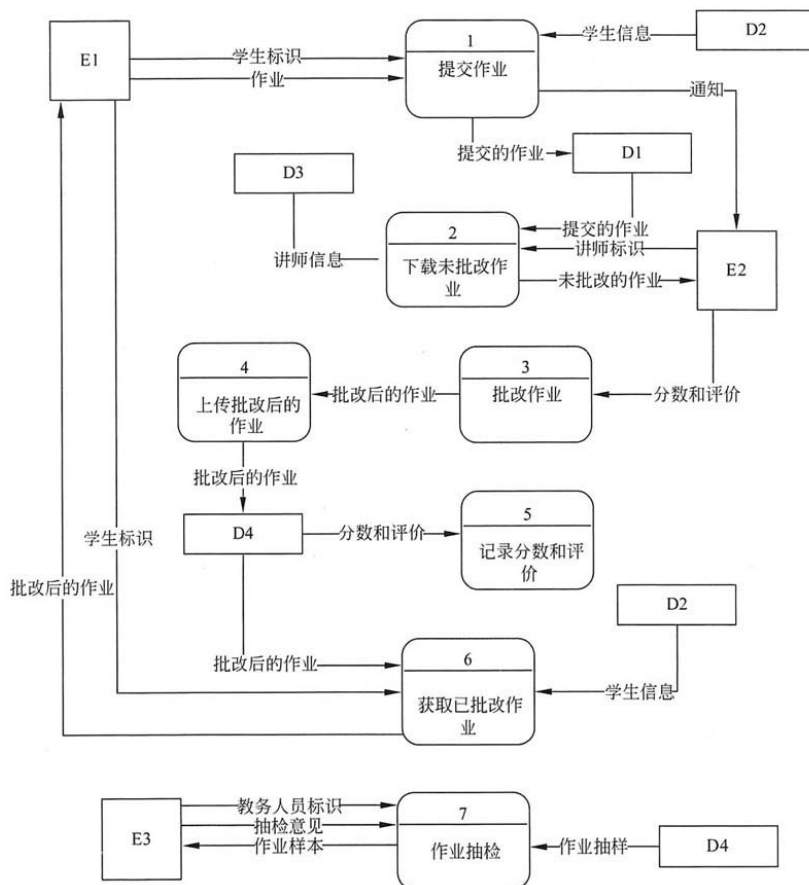 E1
学生标识
作业
1
提交作业
学生信息
D2
通知
提交的作业
D1
D3
讲师信息
2
下载未批改作
业
提交的作业
讲师标识
未批改的作业
E2
4
上传批改后的
作业
批改后的作业
3
批改作业
分数和评价
批改后的作业
D4
分数和评价
5
记录分数和评
价
学生标识
批改后的作业
D2
批改后的作业
6
获取已批改作
业
学生信息
E3
教务人员标识
抽检意见
作业样本
7
作业抽检
作业抽样
D4